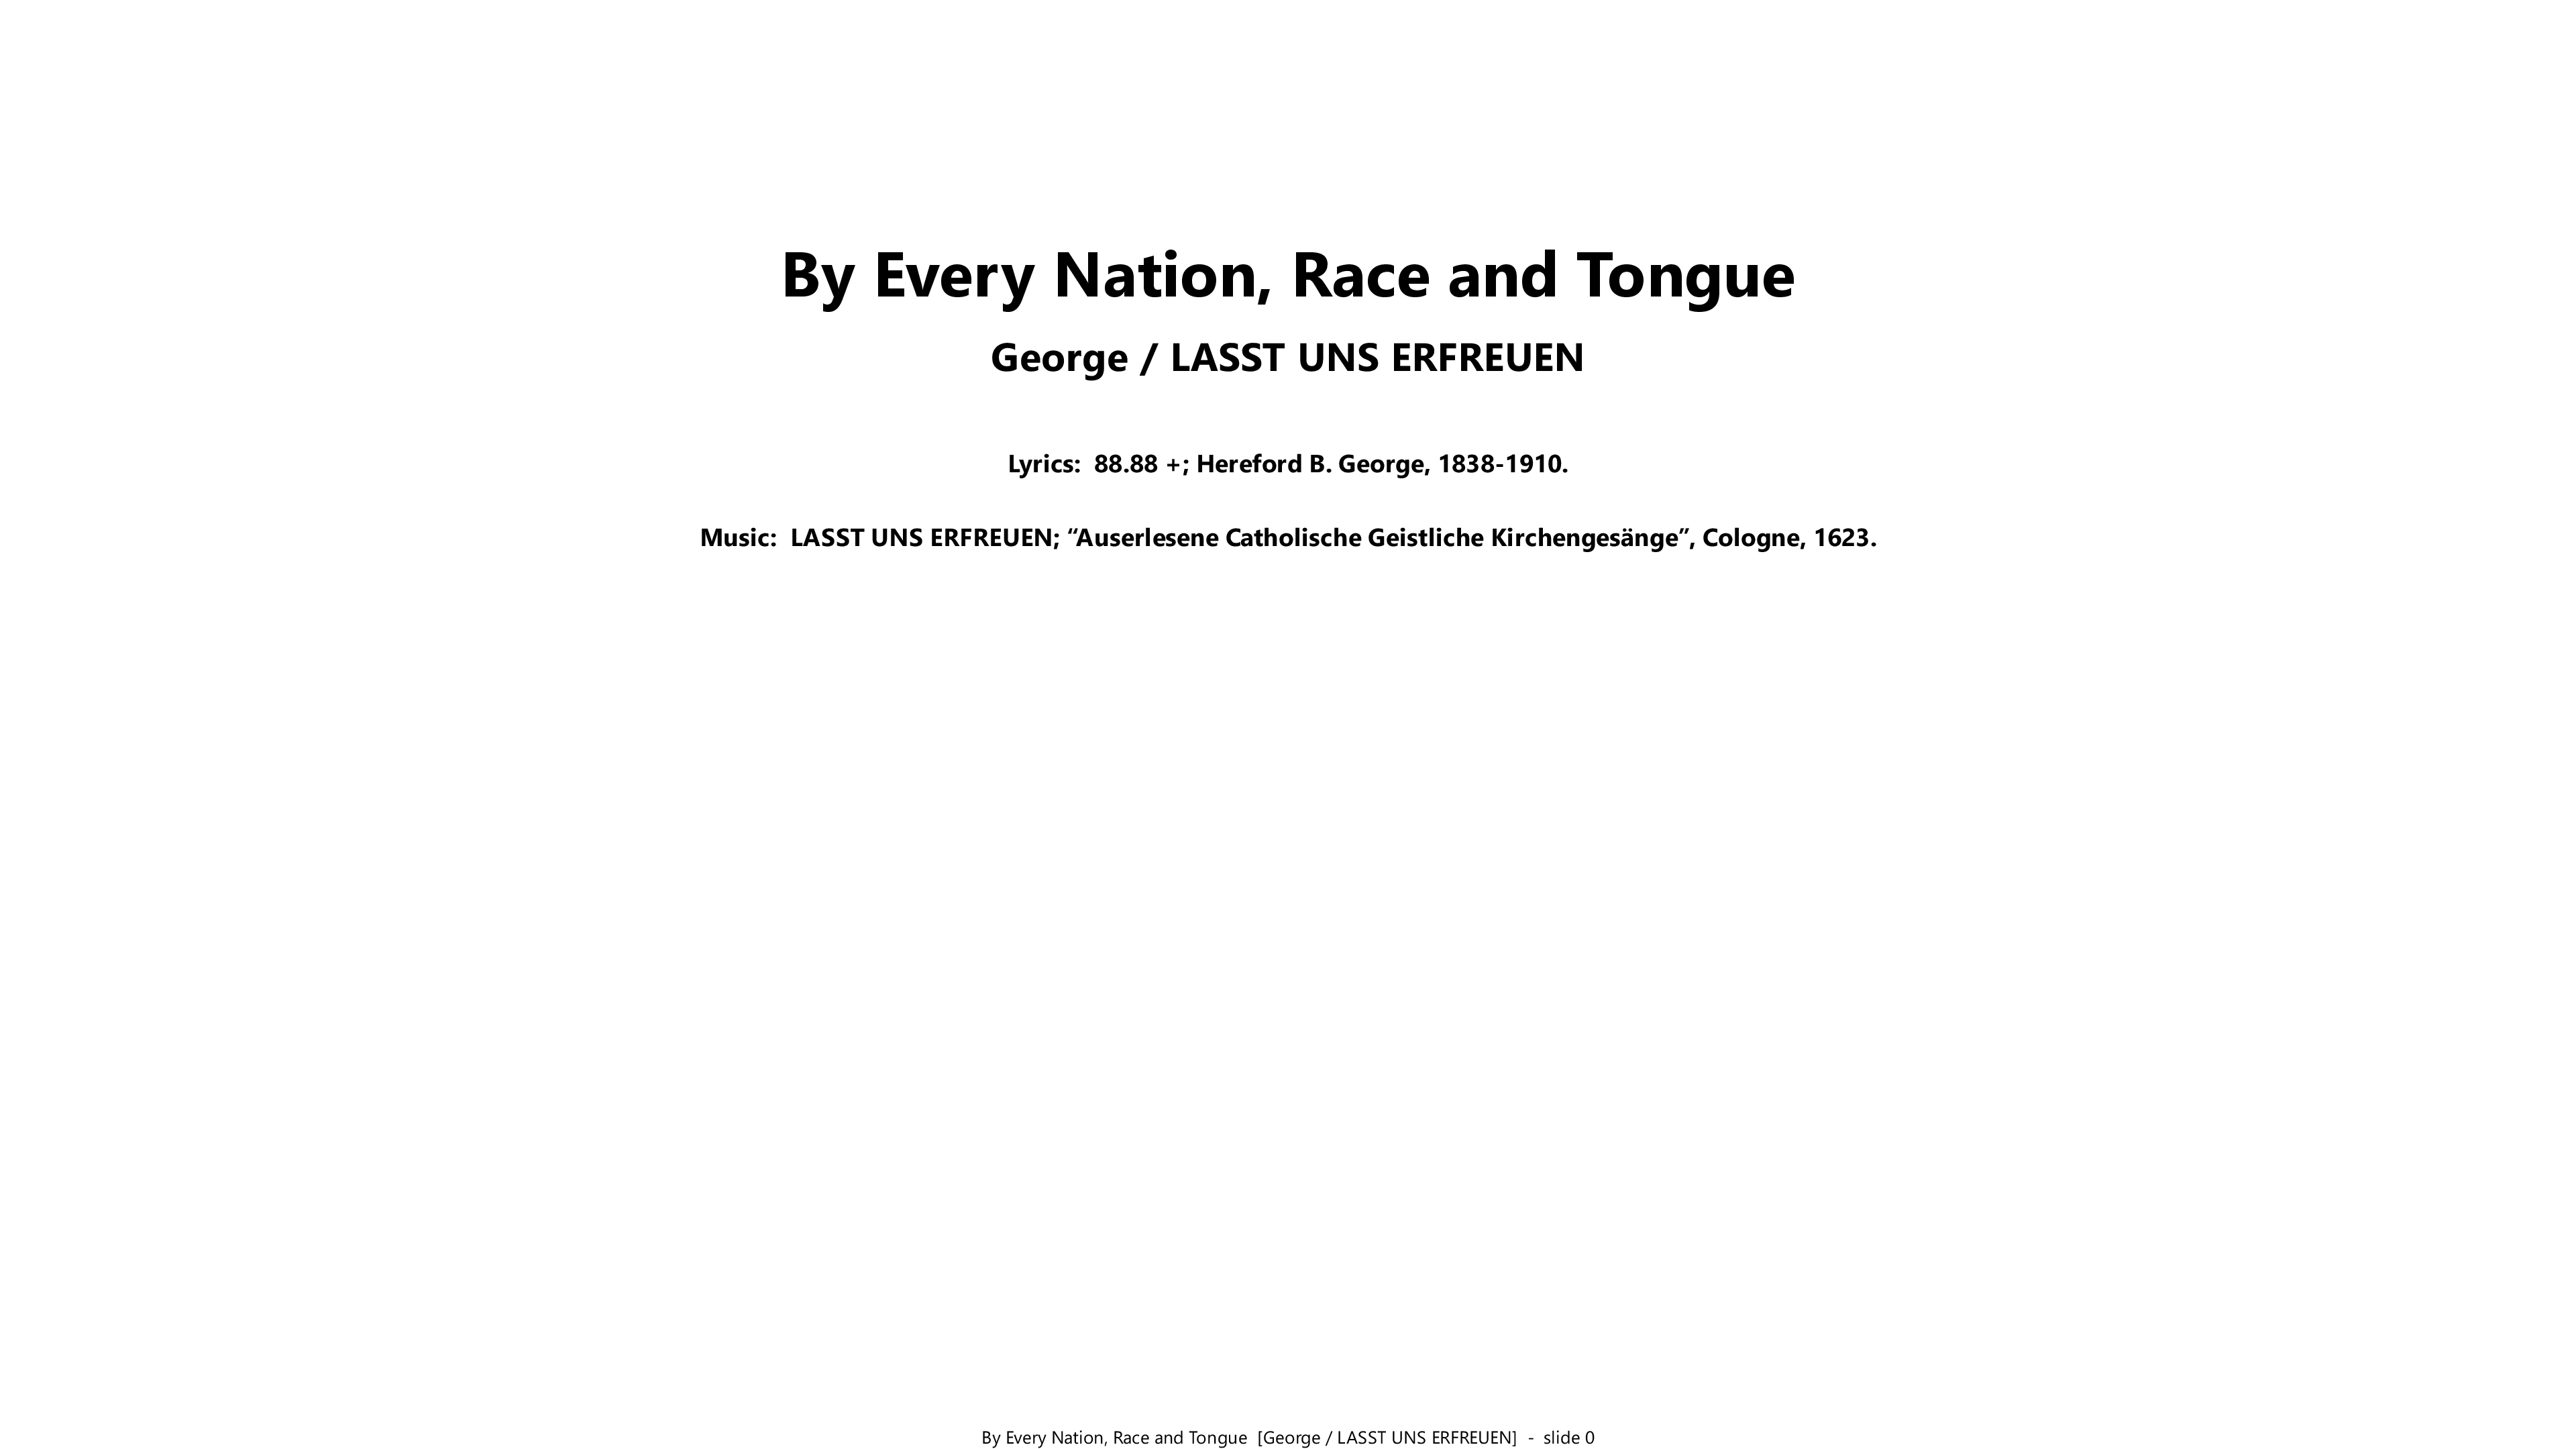 By Every Nation, Race and Tongue
George / LASST UNS ERFREUEN
Lyrics:  88.88 +; Hereford B. George, 1838-1910.
Music:  LASST UNS ERFREUEN; “Auserlesene Catholische Geistliche Kirchengesänge”, Cologne, 1623.
By Every Nation, Race and Tongue  [George / LASST UNS ERFREUEN]  -  slide 0